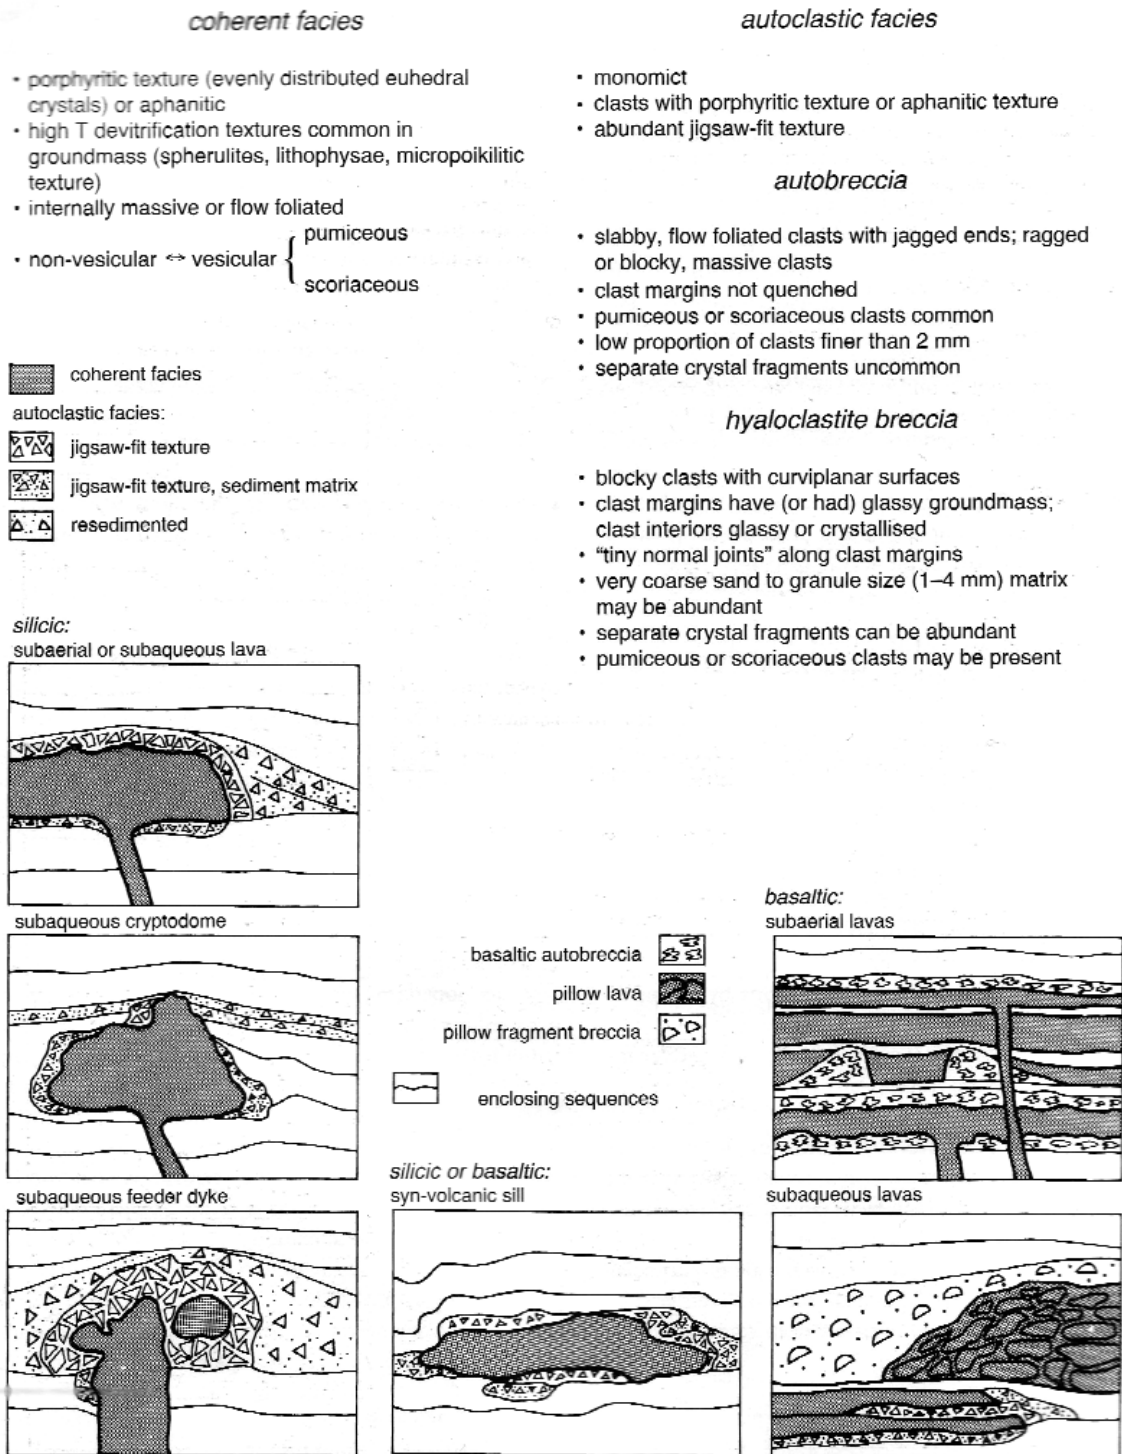 coherent facies
• porphyritic texture (evenly distributed euhedral
crystals) or aphanitic
• high T devitrification textures common in
groundmass (spherulites, lithophysae, micropoikilitic
texture)
• internally massive or flow foliated
• non-vesicular ↔ vesicular { pumiceous
scoriaceous
autoclastic facies
• monomict
• clasts with porphyritic texture or aphanitic texture
• abundant jigsaw-fit texture
autobreccia
• slabby, flow foliated clasts with jagged ends; ragged
or blocky, massive clasts
• clast margins not quenched
• pumiceous or scoriaceous clasts common
• low proportion of clasts finer than 2 mm
• separate crystal fragments uncommon
hyaloclastite breccia
• blocky clasts with curviplanar surfaces
• clast margins have (or had) glassy groundmass;
clast interiors glassy or crystallised
• “tiny normal joints” along clast margins
• very coarse sand to granule size (1–4 mm) matrix
may be abundant
• separate crystal fragments can be abundant
• pumiceous or scoriaceous clasts may be present
coherent facies
autoclastic facies:
jigsaw-fit texture
jigsaw-fit texture, sediment matrix
resedimented
silicic:
subaerial or subaqueous lava
subaqueous cryptodome
subaqueous feeder dyke
basaltic autobreccia
pillow lava
pillow fragment breccia
enclosing sequences
silicic or basaltic:
syn-volcanic sill
basaltic:
subaerial lavas
subaqueous lavas